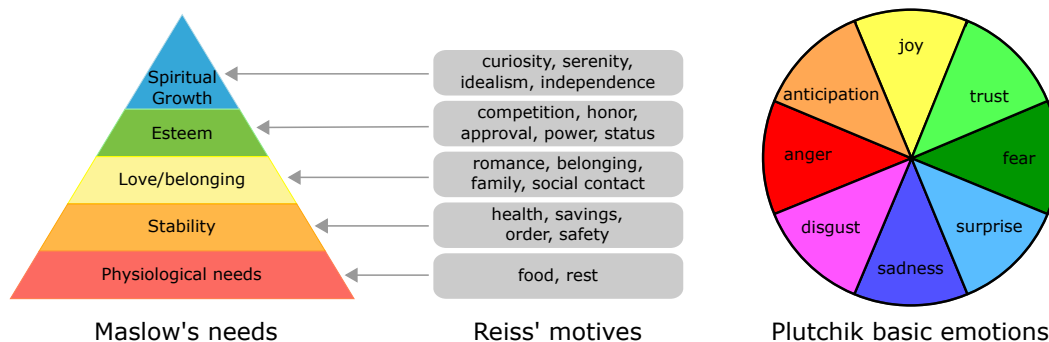 Spiritual
Growth
Esteem
Love/belonging
Stability
Physiological needs
Maslow's needs
curiosity, serenity,
idealism, independence
competition, honor,
approval, power, status
romance, belonging,
family, social contact
health, savings,
order, safety
food, rest
Reiss' motives
joy
trust
fear
surprise
sadness
disgust
anger
anticipation
Plutchik basic emotions